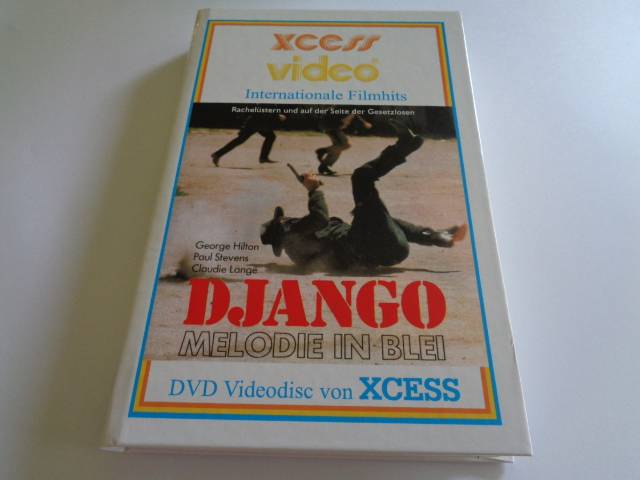 xcess
video®
Internationale Filmhits
Rachelüstern und auf der Seite der Gesetzlosen
George Hilton
Paul Stevens
Claudie Lange
DJANGO
MELODIE IN BLEI
DVD Videodisc von XCESS